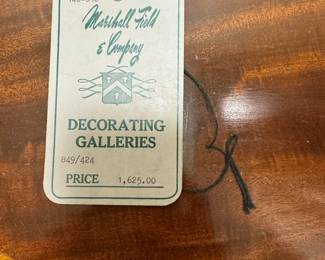 Marshall Field
& Company
DECORATING
GALLERIES
849/424
PRICE 1,625.00